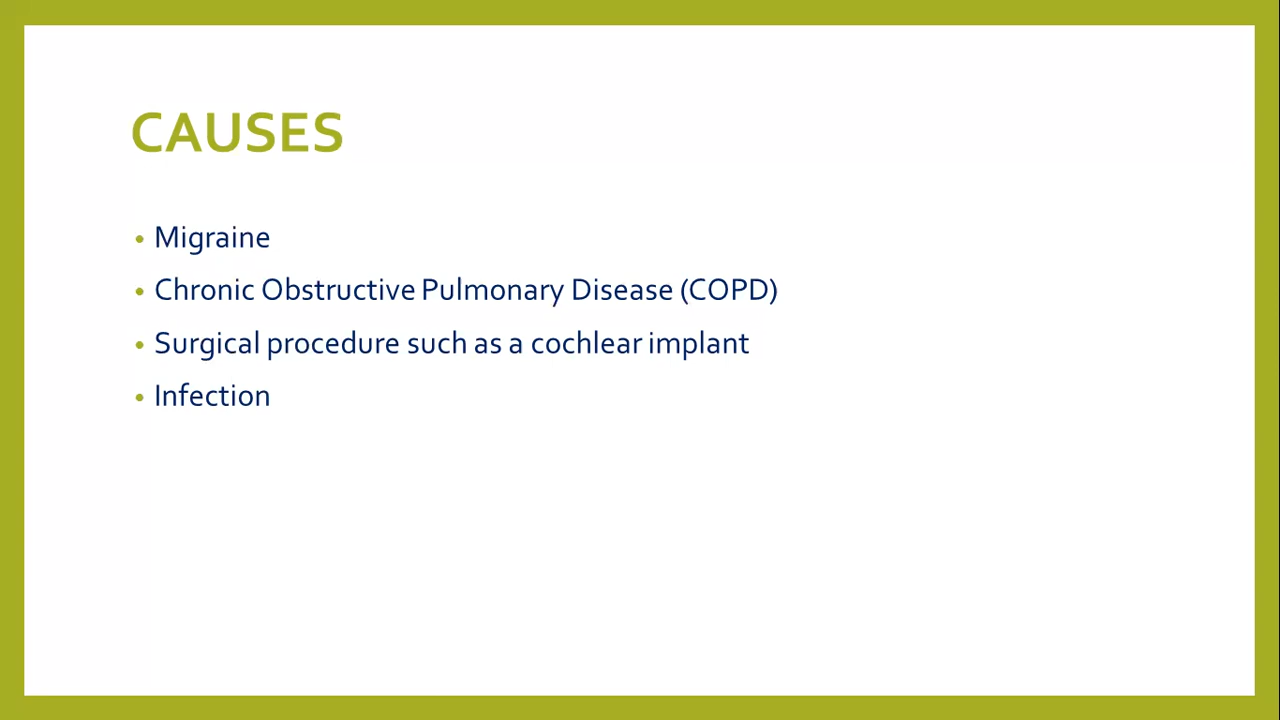 CAUSES
• Migraine
• Chronic Obstructive Pulmonary Disease (COPD)
• Surgical procedure such as a cochlear implant
• Infection